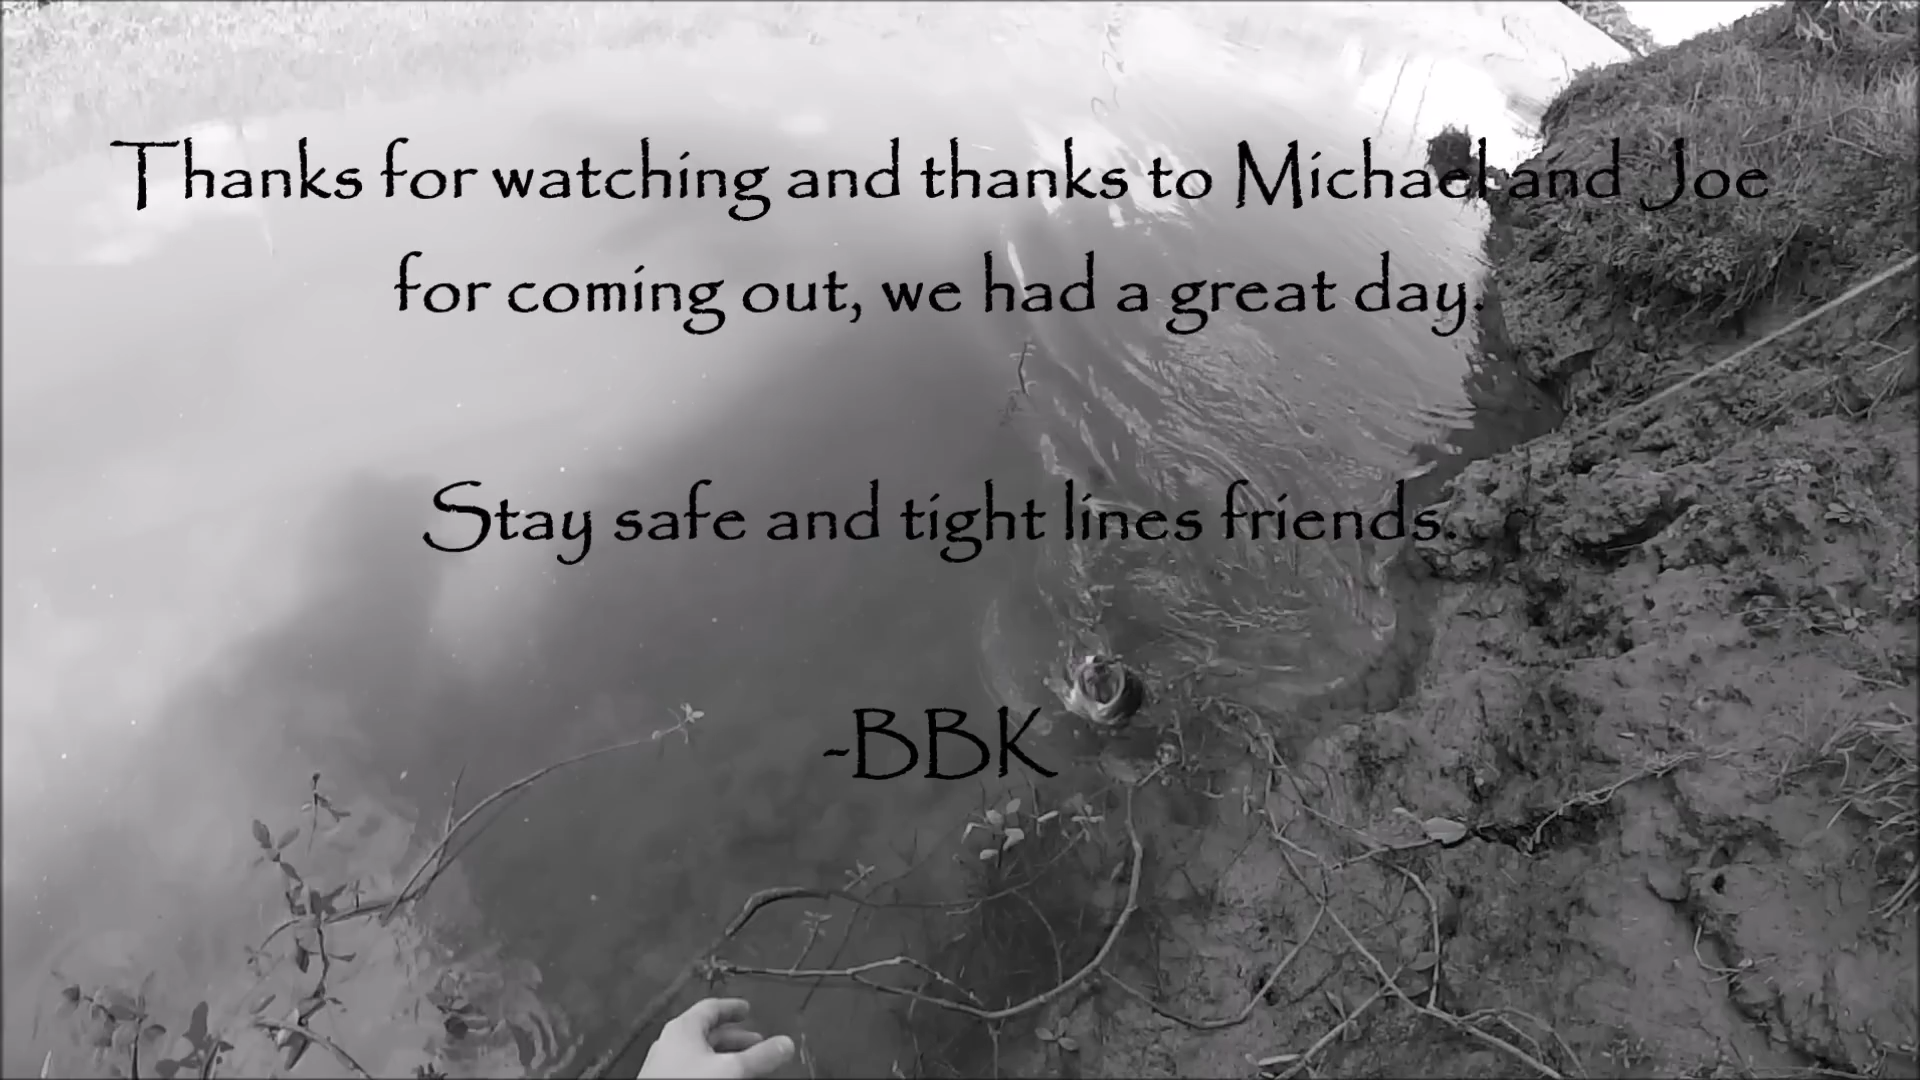 Thanks for watching and thanks to Michael and Joe
for coming out, we had a great day.
Stay safe and tight lines friends.
-BBK